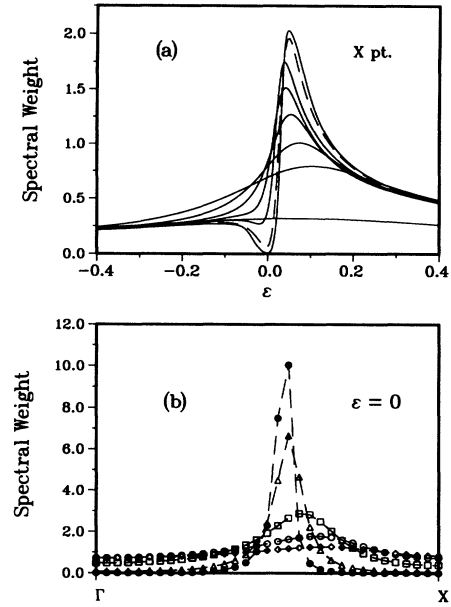 (a)
X pt.
Spectral Weight
2.0
1.5
1.0
0.5
0.0
-0.4
-0.2
0.0
0.2
0.4
ε
(b)
ε = 0
Spectral Weight
12.0
10.0
8.0
6.0
4.0
2.0
0.0
Γ
X